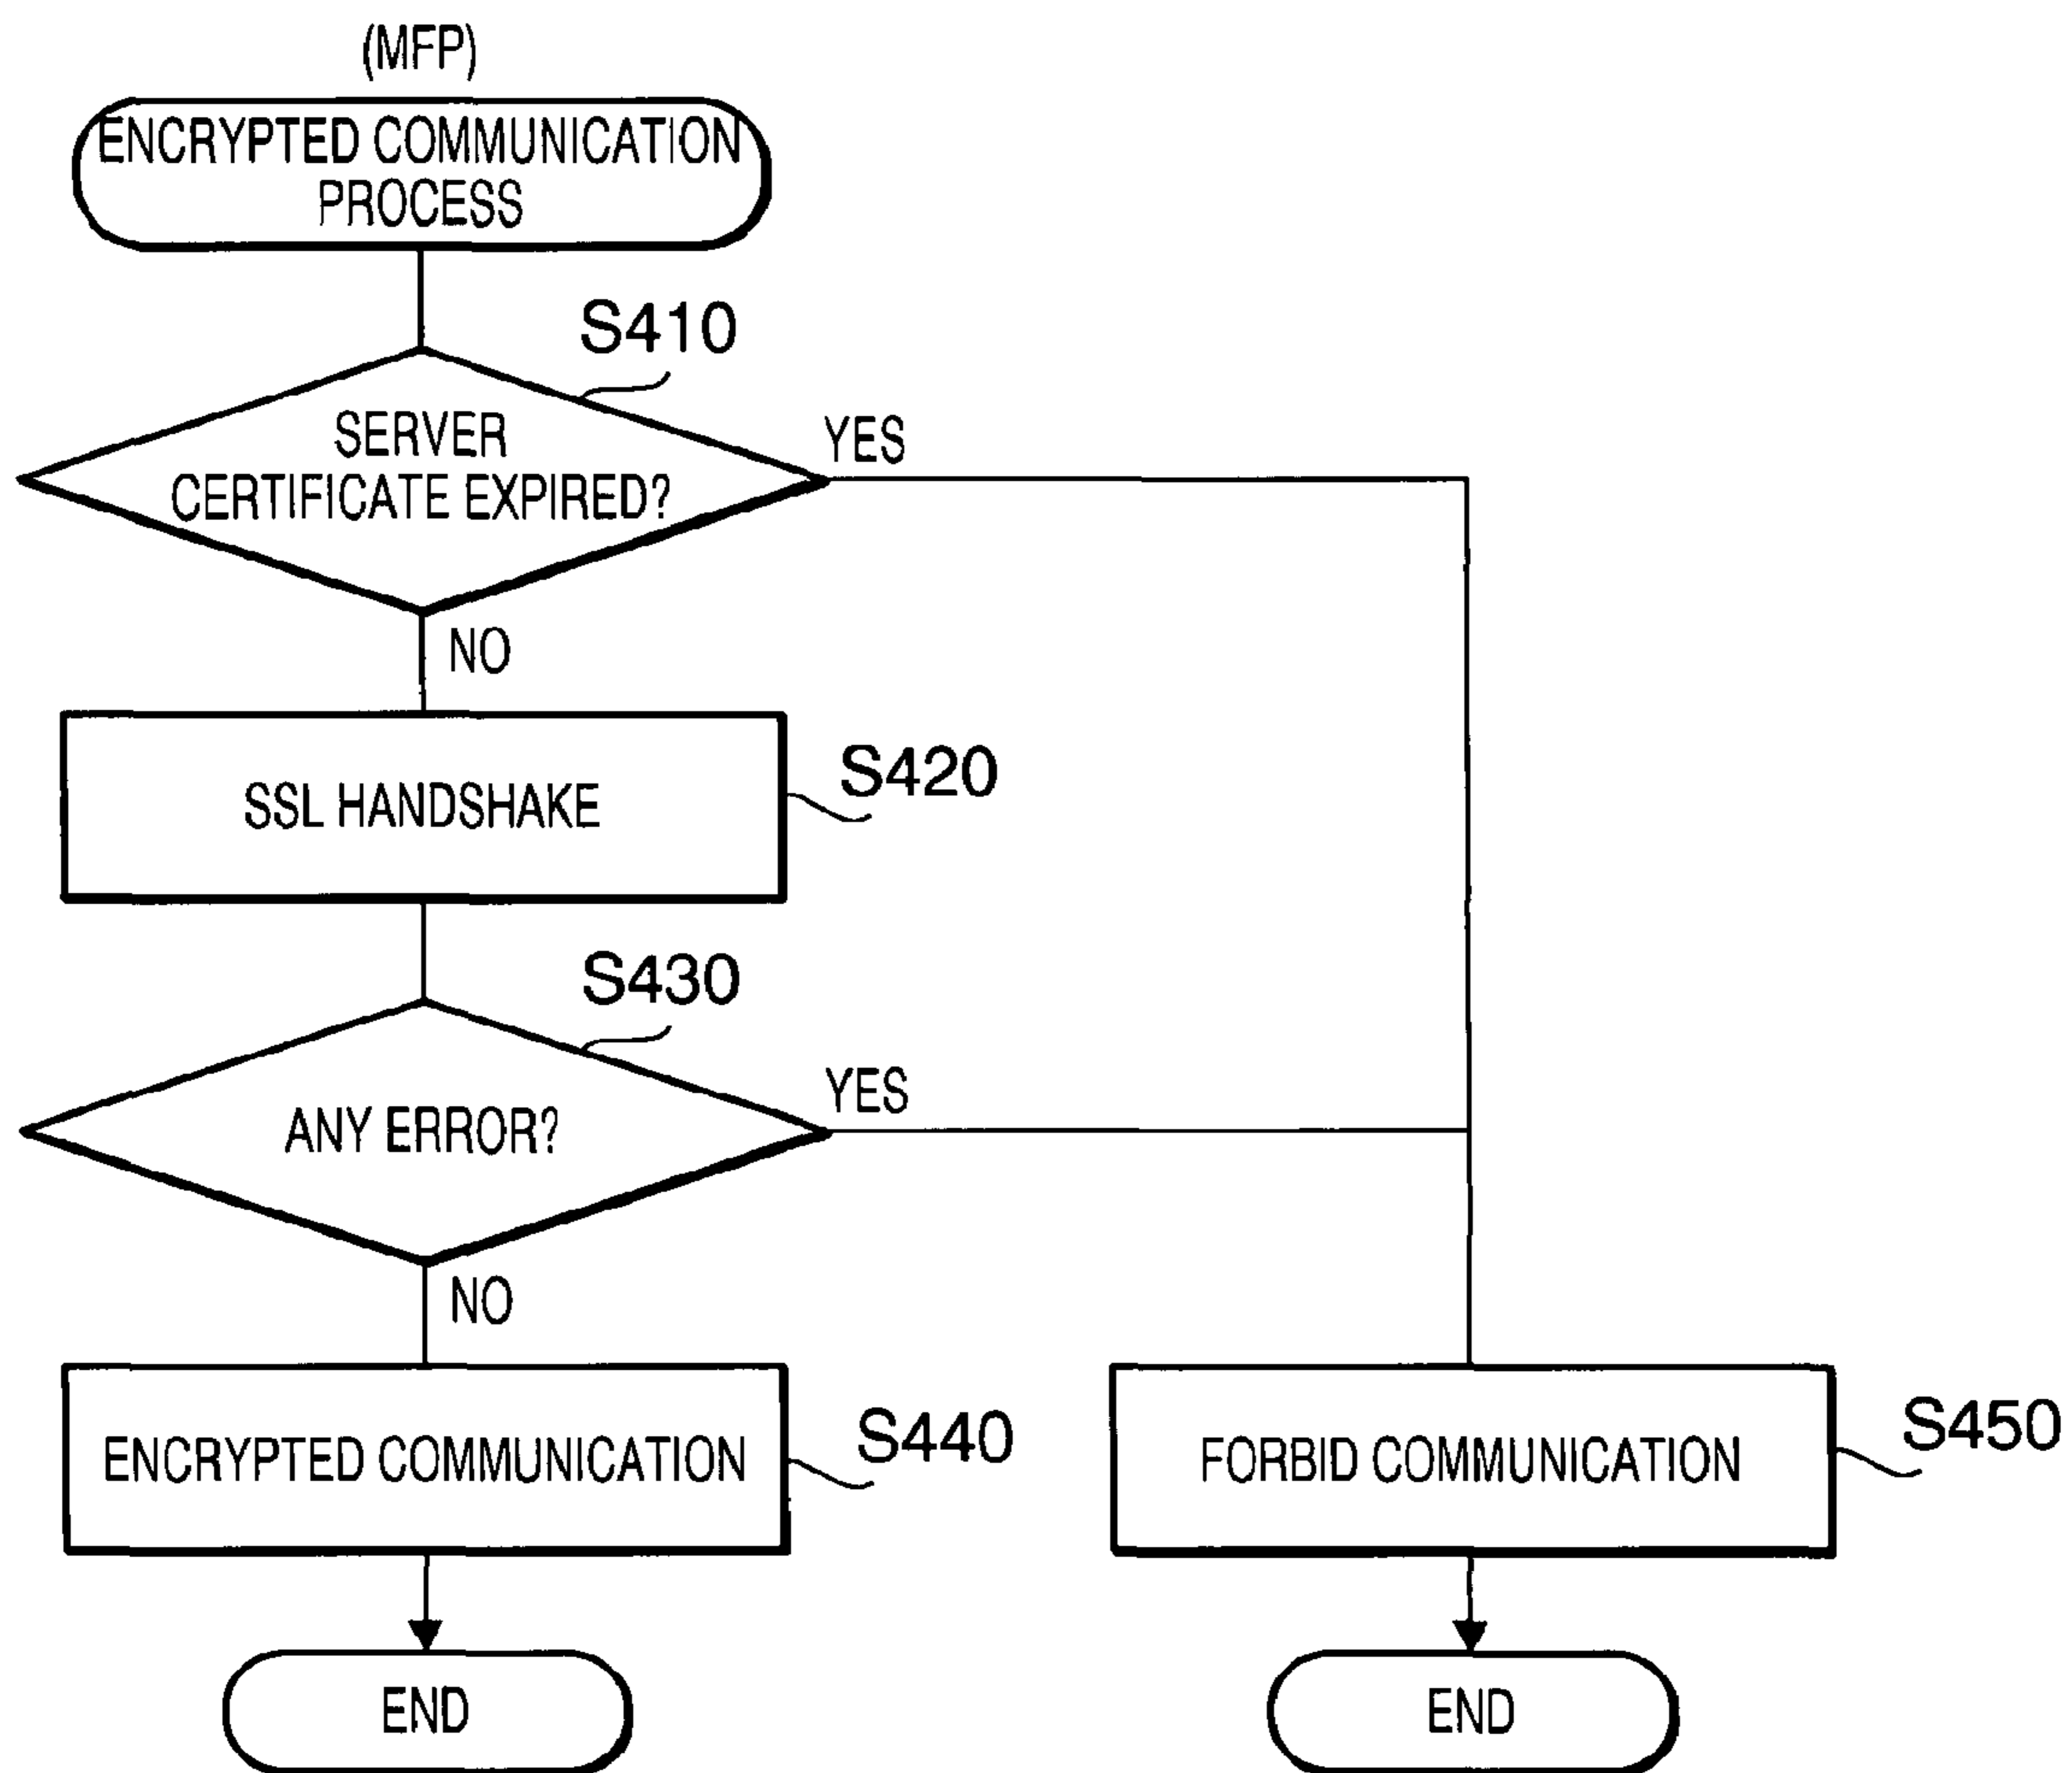 (MFP)
ENCRYPTED COMMUNICATION
PROCESS
S410
SERVER
CERTIFICATE EXPIRED?
YES
NO
SSL HANDSHAKE
S420
S430
ANY ERROR?
YES
NO
ENCRYPTED COMMUNICATION
S440
FORBID COMMUNICATION
S450
END
END